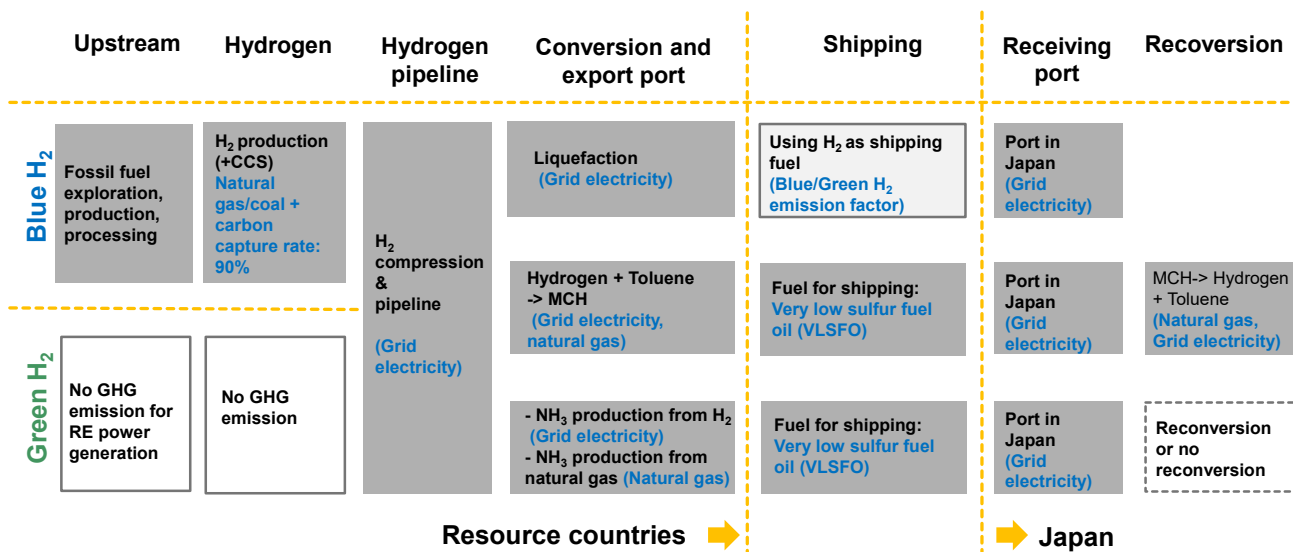 Upstream
Hydrogen
Hydrogen
pipeline
Conversion and
export port
Shipping
Receiving
port
Recoversion
Blue H₂
Fossil fuel
exploration,
production,
processing
H₂ production
(+CCS)
Natural
gas/coal +
carbon
capture rate:
90%
H₂
compression
&
pipeline
(Grid
electricity)
Liquefaction
(Grid electricity)
Using H₂ as shipping
fuel
(Blue/Green H₂
emission factor)
Port in
Japan
(Grid
electricity)
Hydrogen + Toluene
-> MCH
(Grid electricity,
natural gas)
Fuel for shipping:
Very low sulfur fuel
oil (VLSFO)
Port in
Japan
(Grid
electricity)
MCH-> Hydrogen
+ Toluene
(Natural gas,
Grid electricity)
Green H₂
No GHG
emission for
RE power
generation
No GHG
emission
- NH₃ production from H₂
(Grid electricity)
- NH₃ production from
natural gas (Natural gas)
Fuel for shipping:
Very low sulfur fuel
oil (VLSFO)
Port in
Japan
(Grid
electricity)
Reconversion
or no
reconversion
Resource countries
Japan